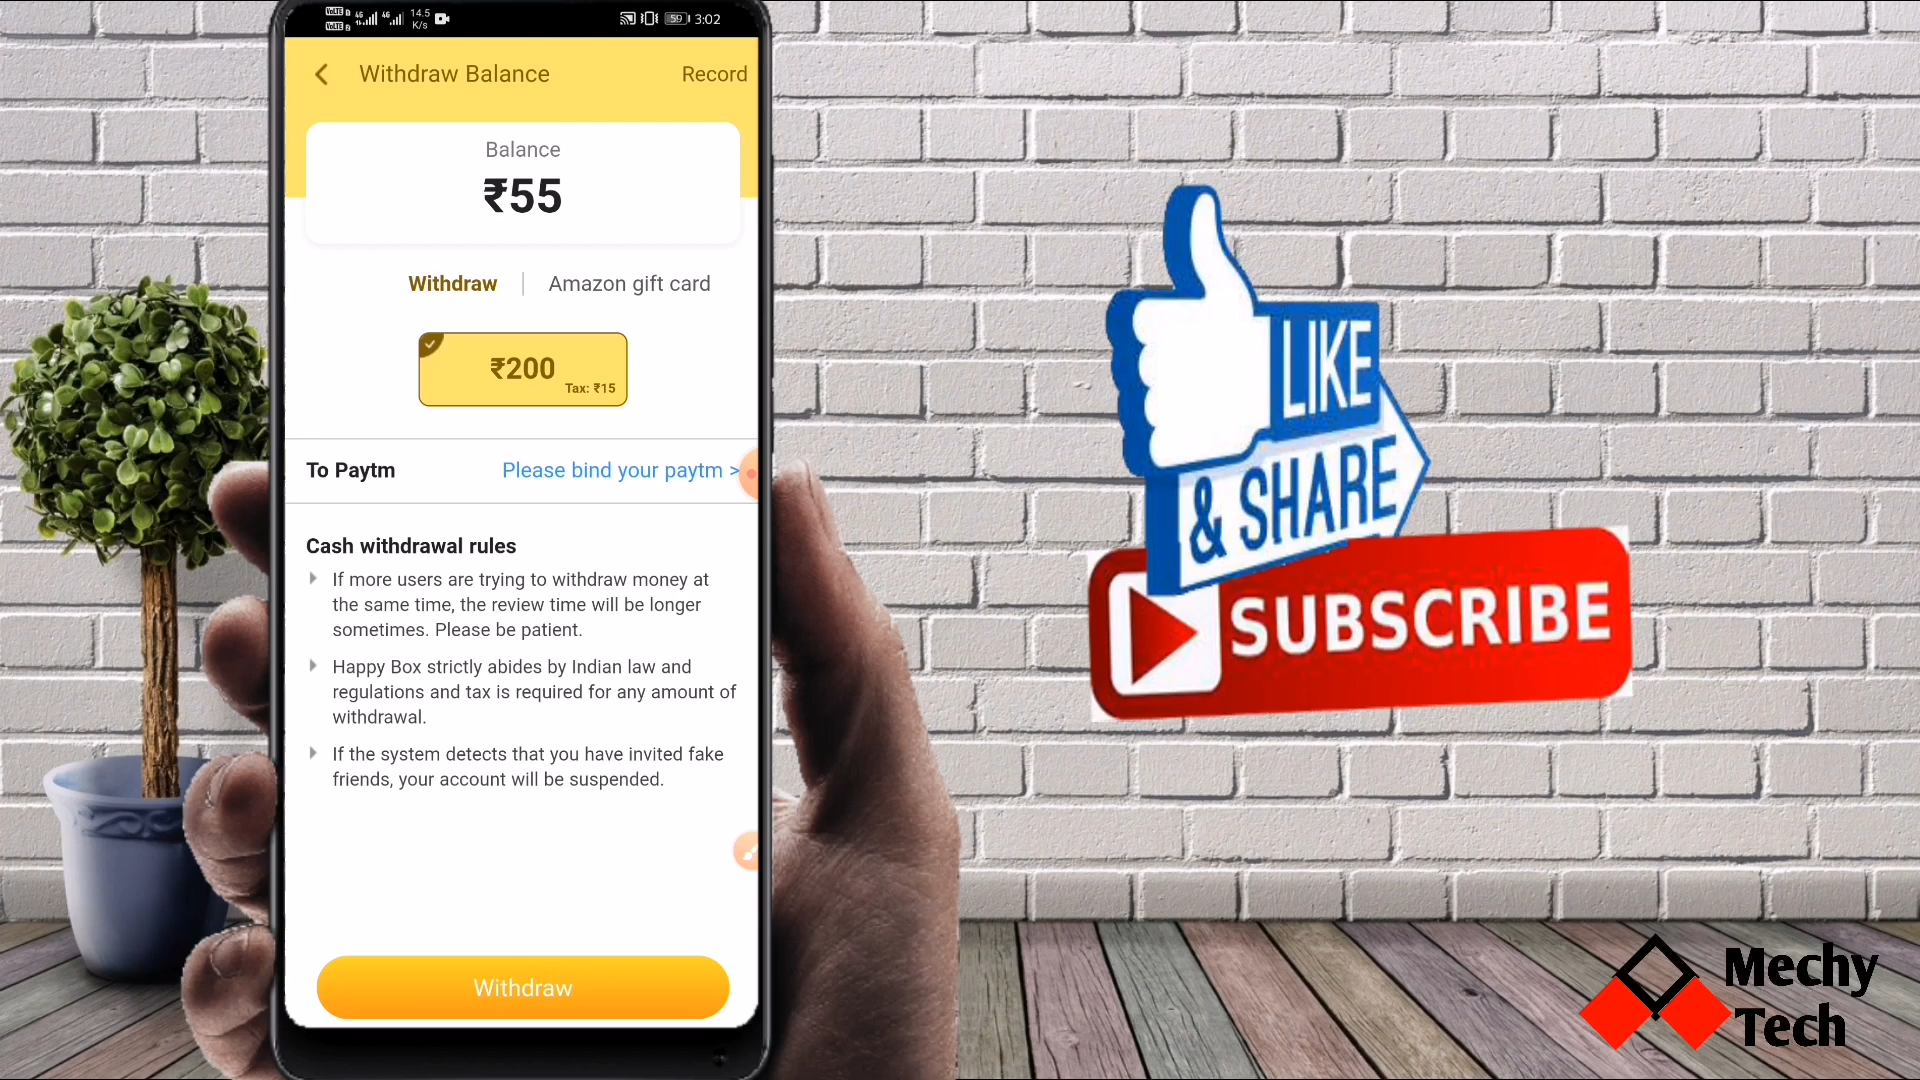 14.5
K/s
59
3:02
Withdraw Balance
Record
Balance
₹55
Withdraw
Amazon gift card
₹200
Tax: ₹15
To Paytm
Please bind your paytm >
Cash withdrawal rules
If more users are trying to withdraw money at
the same time, the review time will be longer
sometimes. Please be patient.
Happy Box strictly abides by Indian law and
regulations and tax is required for any amount of
withdrawal.
If the system detects that you have invited fake
friends, your account will be suspended.
Withdraw
LIKE
& SHARE
SUBSCRIBE
Mechy
Tech